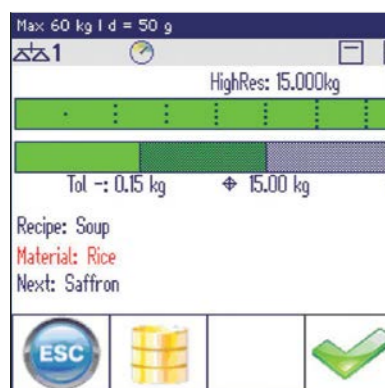 Max 60 kg | d = 50 g
1
HighRes: 15.000kg
Tol -: 0.15 kg
15.00 kg
Recipe: Soup
Material: Rice
Next: Saffron
ESC